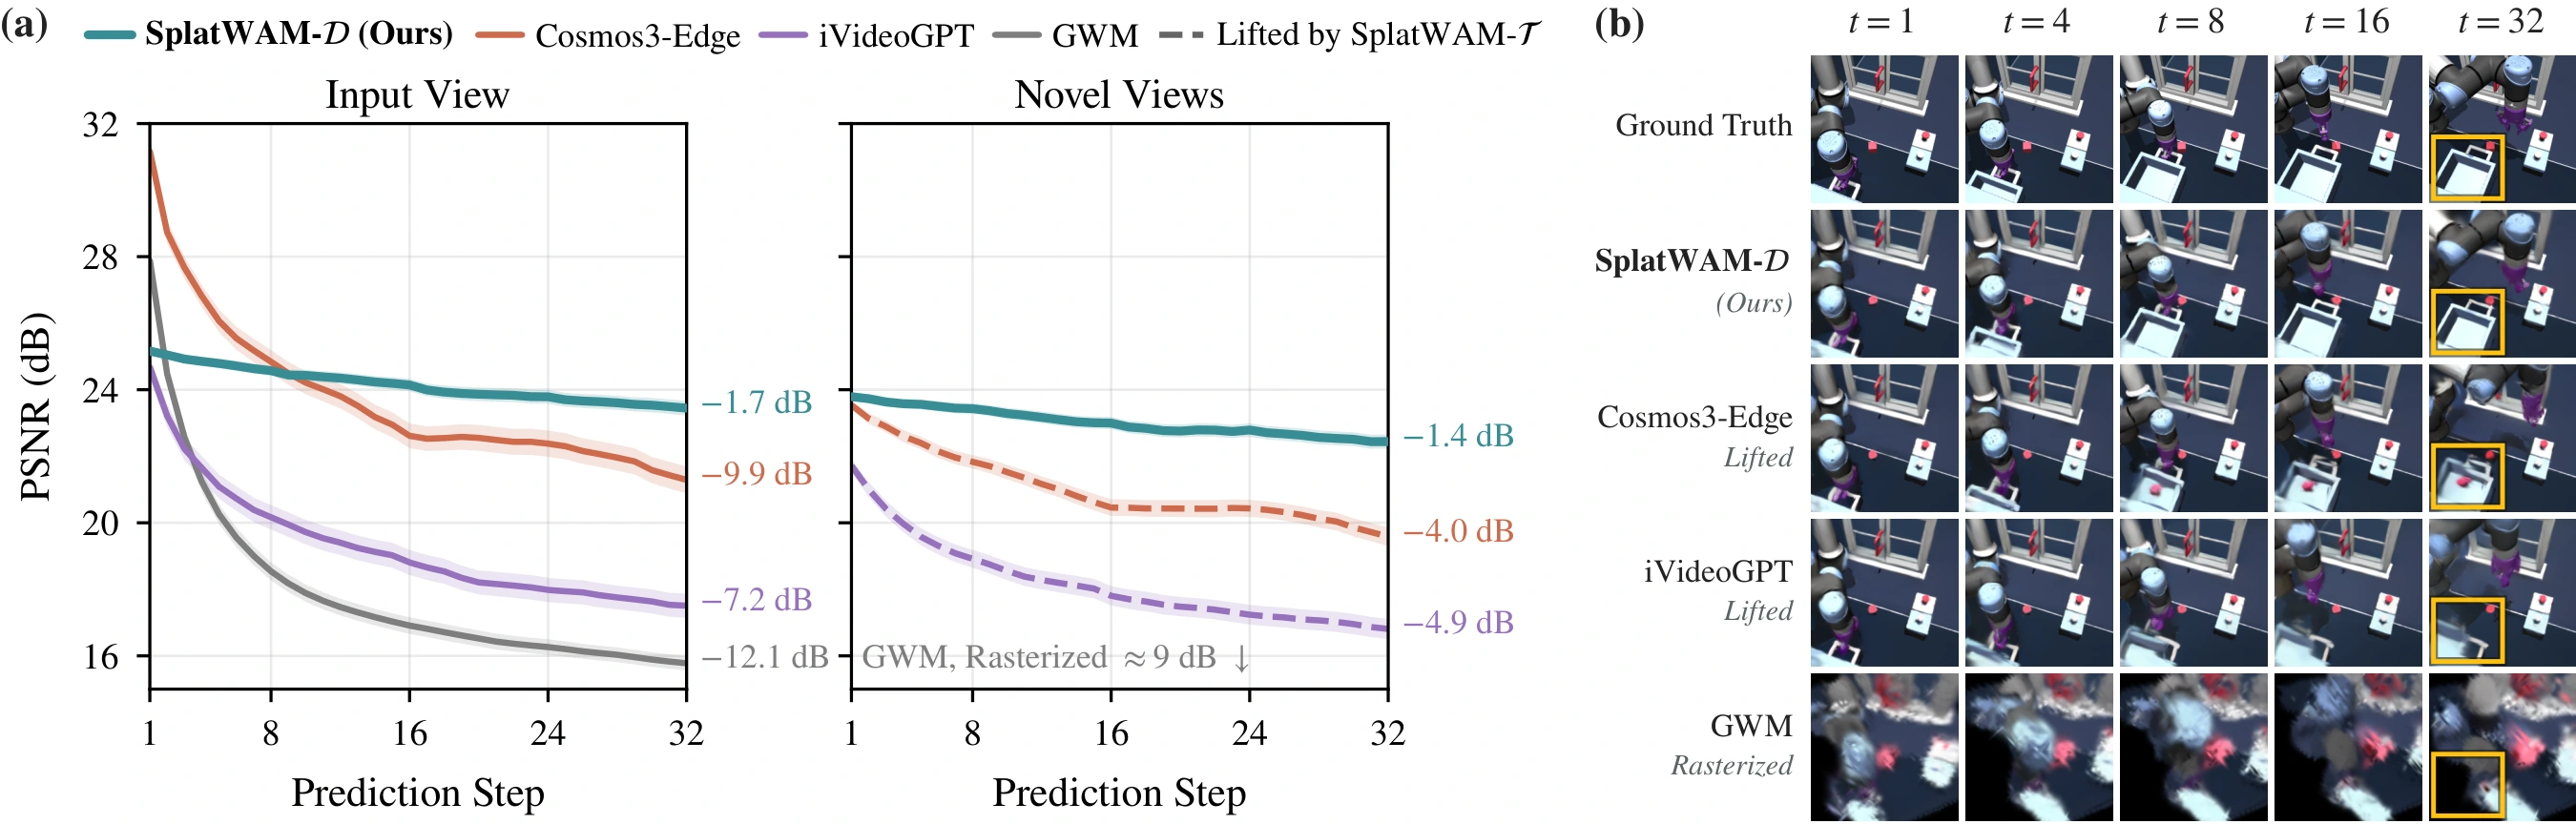 (a)
SplatWAM-𝒟 (Ours) Cosmos3-Edge iVideoGPT GWM Lifted by SplatWAM-𝒯
Input View
PSNR (dB)
32
28
24
20
16
1 8 16 24 32
Prediction Step
−1.7 dB
−9.9 dB
−7.2 dB
−12.1 dB
Novel Views
GWM, Rasterized ≈9 dB ↓
1 8 16 24 32
Prediction Step
−1.4 dB
−4.0 dB
−4.9 dB
(b)
t = 1 t = 4 t = 8 t = 16 t = 32
Ground Truth
SplatWAM-𝒟
(Ours)
Cosmos3-Edge
Lifted
iVideoGPT
Lifted
GWM
Rasterized